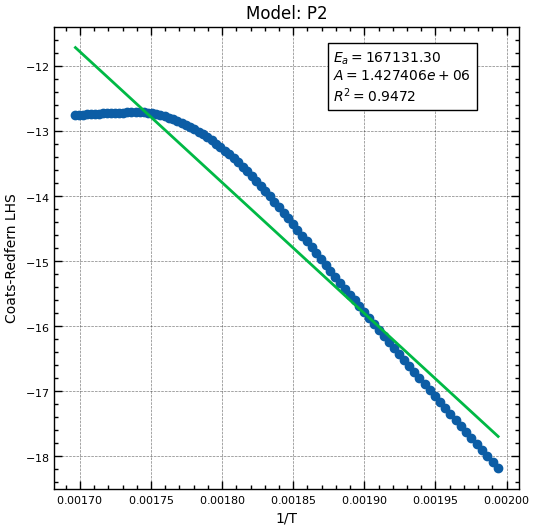 Model: P2
E_a = 167131.30
A = 1.427406e + 06
R² = 0.9472
Coats-Redfern LHS
−12
−13
−14
−15
−16
−17
−18
0.00170 0.00175 0.00180 0.00185 0.00190 0.00195 0.00200
1/T